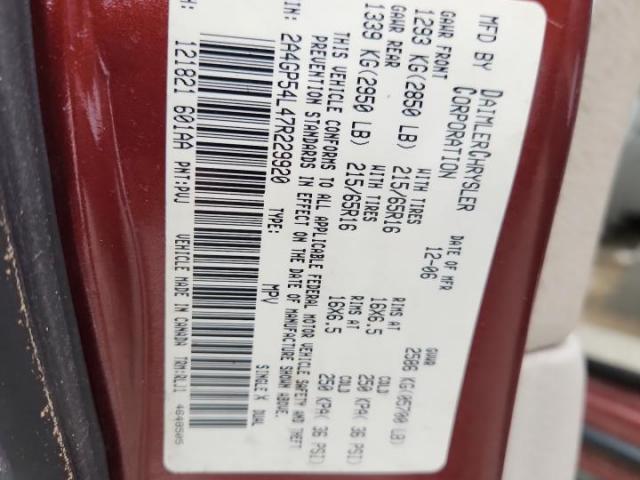 MFD BY DAIMLERCHRYSLER CORPORATION
DATE OF MFR 12-06
GVWR 2586 KG(05700 LB)
GAWR FRONT WITH TIRES RIMS AT COLD
1293 KG(2850 LB) 215/65R16 16X6.5 250 KPA( 36 PSI)
GAWR REAR WITH TIRES RIMS AT COLD
1339 KG(2950 LB) 215/65R16 16X6.5 250 KPA( 36 PSI)
THIS VEHICLE CONFORMS TO ALL APPLICABLE FEDERAL MOTOR VEHICLE SAFETY AND THEFT
PREVENTION STANDARDS IN EFFECT ON THE DATE OF MANUFACTURE SHOWN ABOVE.
2A4GP54L47R229920 TYPE: MPV SINGLE X DUAL
H: 121821 601AA PNT:PVJ VEHICLE MADE IN CANADA TRM:QLJ1 4648505